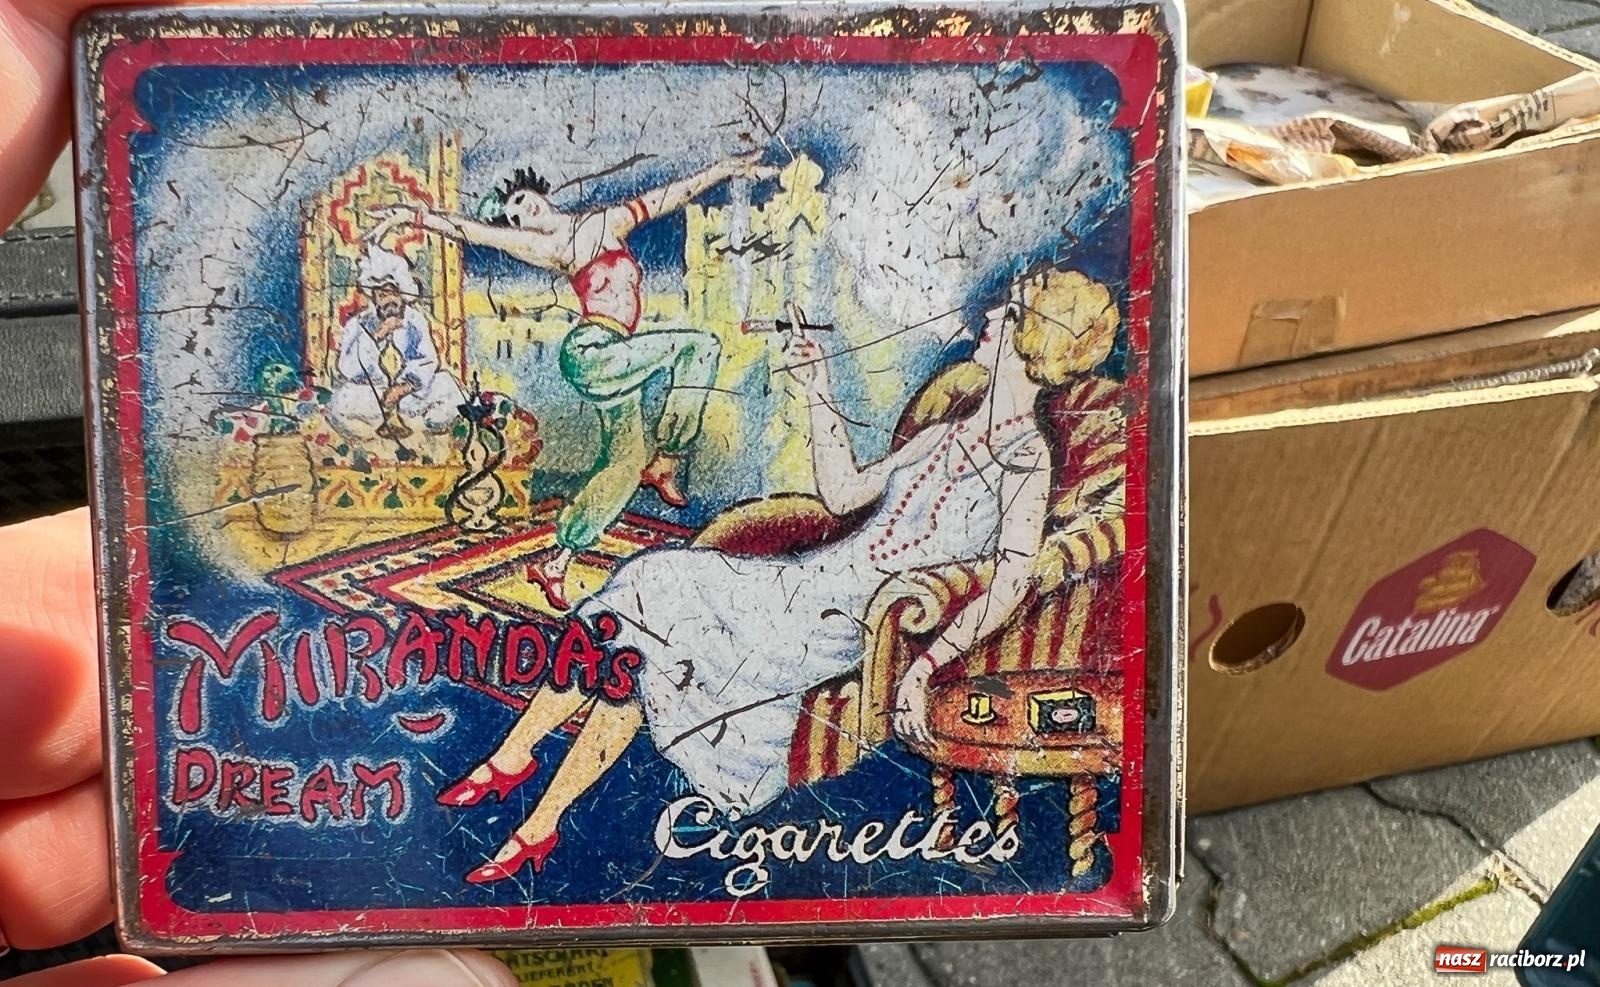 MIRANDA's
DREAM
Cigarettes
Catalina
nasz raciborz.pl